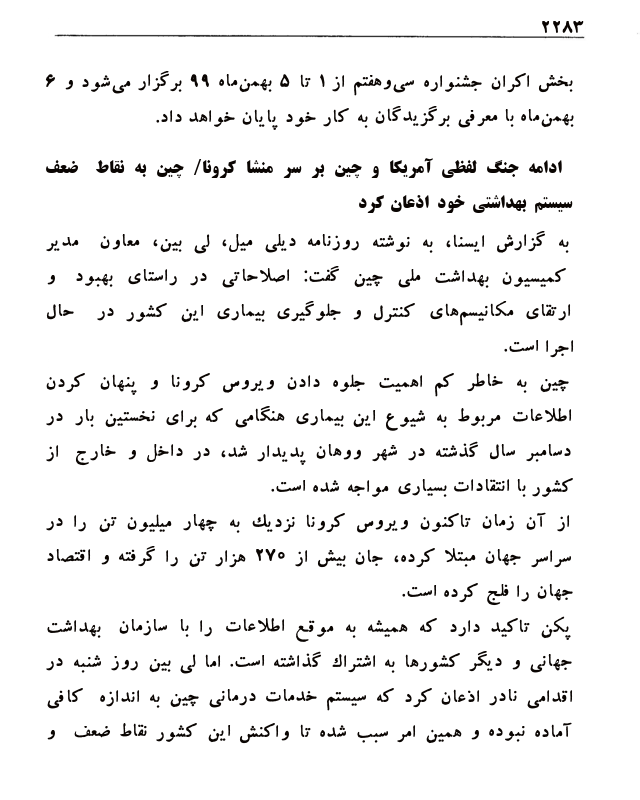 ۲۲۸۳
بخش اکران جشنواره سی‌وهفتم از ۱ تا ۵ بهمن‌ماه ۹۹ برگزار می‌شود و ۶
بهمن‌ماه با معرفی برگزیدگان به کار خود پایان خواهد داد.
ادامه جنگ لفظی آمریکا و چین بر سر منشا کرونا/ چین به نقاط ضعف
سیستم بهداشتی خود اذعان کرد
به گزارش ایسنا، به نوشته روزنامه دیلی میل، لی بین، معاون مدیر
کمیسیون بهداشت ملی چین گفت: اصلاحاتی در راستای بهبود و
ارتقای مکانیسم‌های کنترل و جلوگیری بیماری این کشور در حال
اجرا است.
چین به خاطر کم اهمیت جلوه دادن ویروس کرونا و پنهان کردن
اطلاعات مربوط به شیوع این بیماری هنگامی که برای نخستین بار در
دسامبر سال گذشته در شهر ووهان پدیدار شد، در داخل و خارج از
کشور با انتقادات بسیاری مواجه شده است.
از آن زمان تاکنون ویروس کرونا نزدیك به چهار میلیون تن را در
سراسر جهان مبتلا کرده، جان بیش از ۲۷۰ هزار تن را گرفته و اقتصاد
جهان را فلج کرده است.
پکن تاکید دارد که همیشه به موقع اطلاعات را با سازمان بهداشت
جهانی و دیگر کشورها به اشتراك گذاشته است. اما لی بین روز شنبه در
اقدامی نادر اذعان کرد که سیستم خدمات درمانی چین به اندازه کافی
آماده نبوده و همین امر سبب شده تا واکنش این کشور نقاط ضعف و